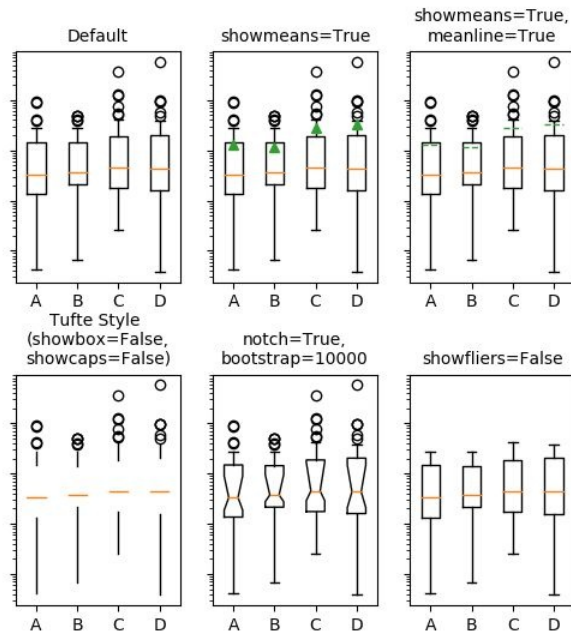 Default
showmeans=True
showmeans=True,
meanline=True
A B C D
A B C D
A B C D
Tufte Style
(showbox=False,
showcaps=False)
notch=True,
bootstrap=10000
showfliers=False
A B C D
A B C D
A B C D